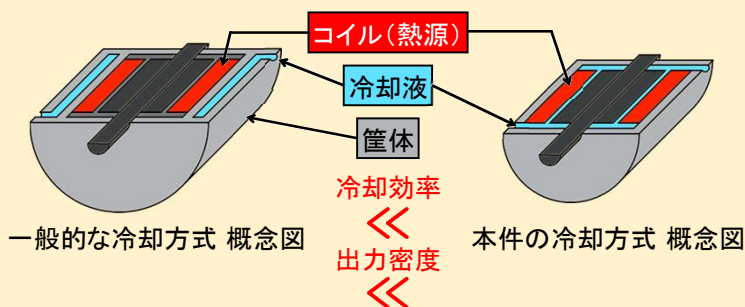 コイル（熱源）
冷却液
筐体
冷却効率
≪
一般的な冷却方式 概念図
本件の冷却方式 概念図
出力密度
≪